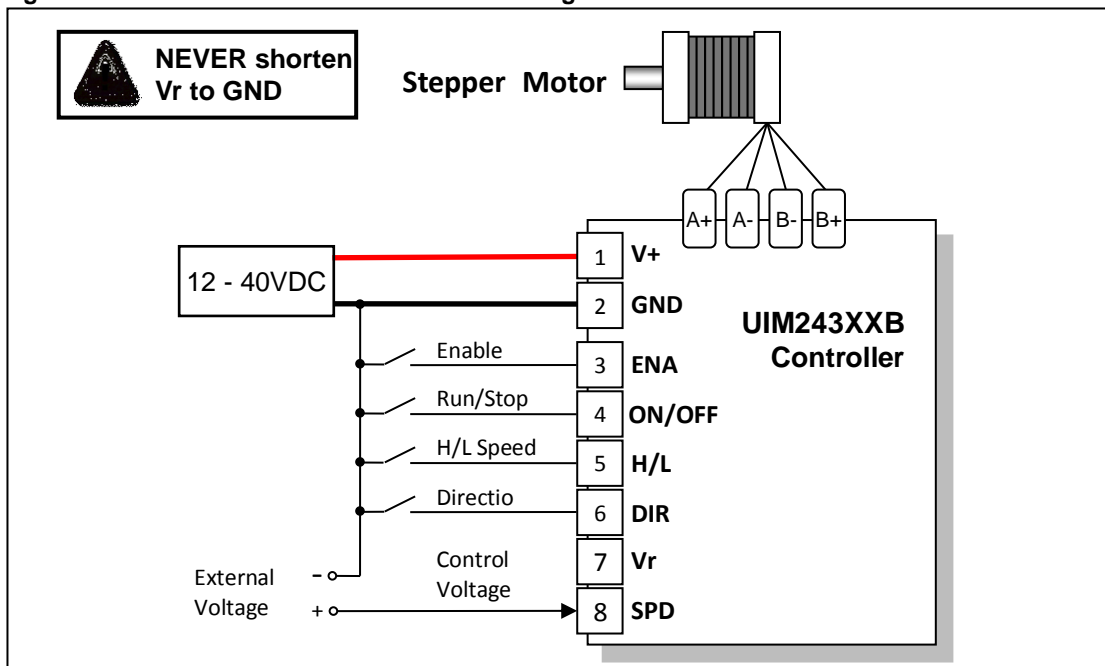 NEVER shorten
Vr to GND
Stepper Motor
A+ A- B- B+
12 - 40VDC
1 V+
2 GND
UIM243XXB
Controller
Enable
3 ENA
Run/Stop
4 ON/OFF
H/L Speed
5 H/L
Directio
6 DIR
7 Vr
External
Voltage
-
+
Control
Voltage
8 SPD